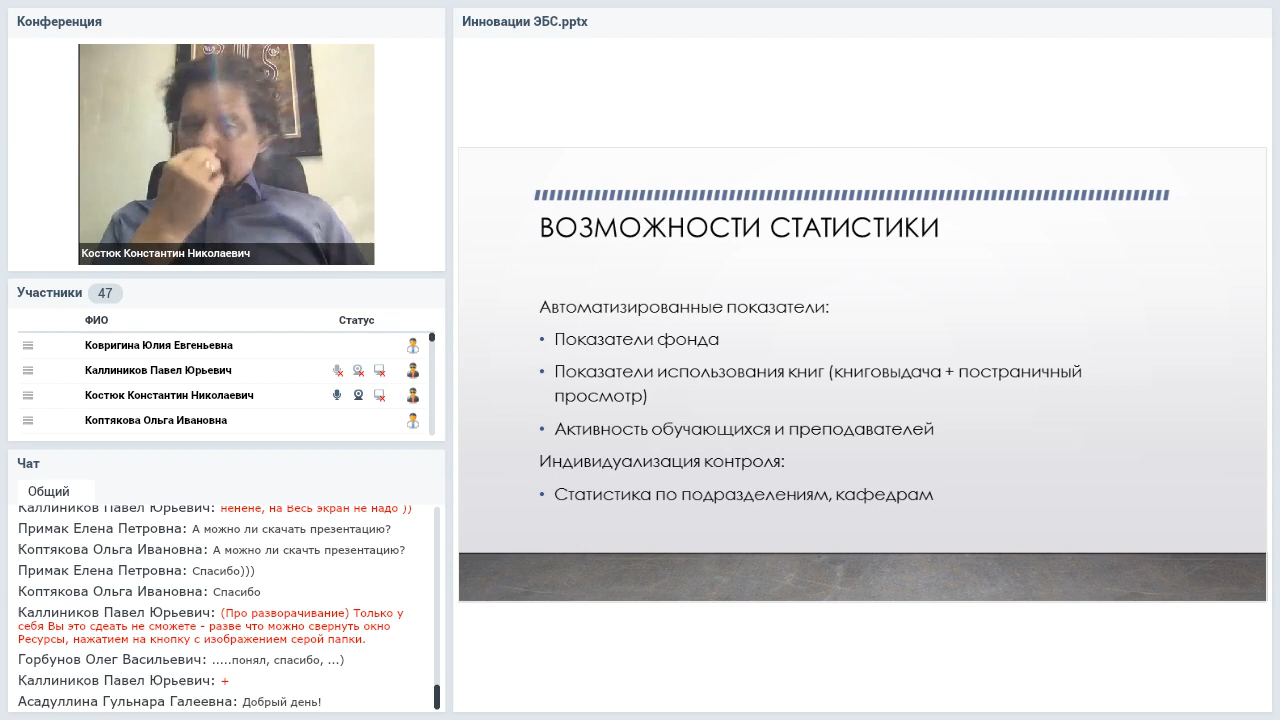 Конференция
Костюк Константин Николаевич
Участники 47
ФИО Статус
Ковригина Юлия Евгеньевна
Каллиников Павел Юрьевич
Костюк Константин Николаевич
Коптякова Ольга Ивановна
Чат
Общий
Каллиников Павел Юрьевич: ненене, на Весь экран не надо ))
Примак Елена Петровна: А можно ли скачать презентацию?
Коптякова Ольга Ивановна: А можно ли скачть презентацию?
Примак Елена Петровна: Спасибо)))
Коптякова Ольга Ивановна: Спасибо
Каллиников Павел Юрьевич: (Про разворачивание) Только у
себя Вы это сдеать не сможете - разве что можно свернуть окно
Ресурсы, нажатием на кнопку с изображением серой папки.
Горбунов Олег Васильевич: .....понял, спасибо, ...)
Каллиников Павел Юрьевич: +
Асадуллина Гульнара Галеевна: Добрый день!
Инновации ЭБС.pptx
ВОЗМОЖНОСТИ СТАТИСТИКИ
Автоматизированные показатели:
• Показатели фонда
• Показатели использования книг (книговыдача + постраничный
просмотр)
• Активность обучающихся и преподавателей
Индивидуализация контроля:
• Статистика по подразделениям, кафедрам